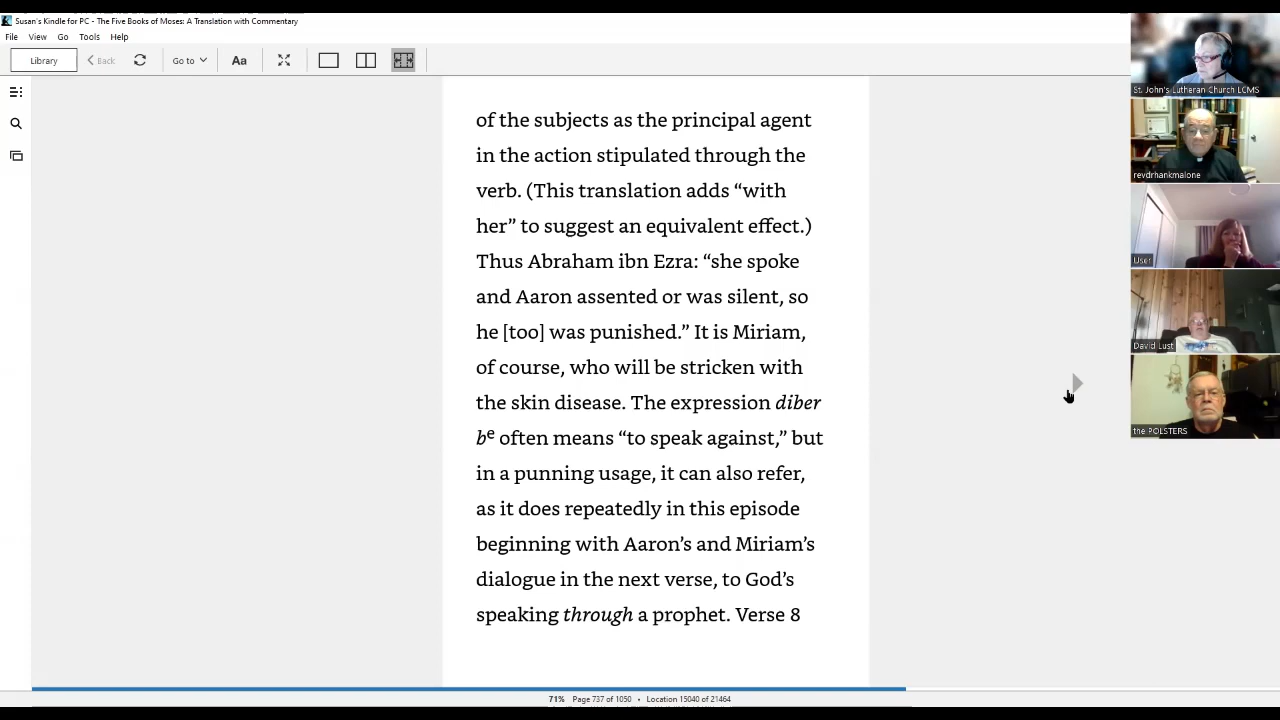 Susan's Kindle for PC - The Five Books of Moses: A Translation with Commentary
File View Go Tools Help
Library Back Go to Aa
of the subjects as the principal agent
in the action stipulated through the
verb. (This translation adds “with
her” to suggest an equivalent effect.)
Thus Abraham ibn Ezra: “she spoke
and Aaron assented or was silent, so
he [too] was punished.” It is Miriam,
of course, who will be stricken with
the skin disease. The expression diber
be often means “to speak against,” but
in a punning usage, it can also refer,
as it does repeatedly in this episode
beginning with Aaron’s and Miriam’s
dialogue in the next verse, to God’s
speaking through a prophet. Verse 8
71% Page 737 of 1050 • Location 15040 of 21464
St. John's Lutheran Church LCMS
revdrhankmalone
User
David Lust
the POLSTERS